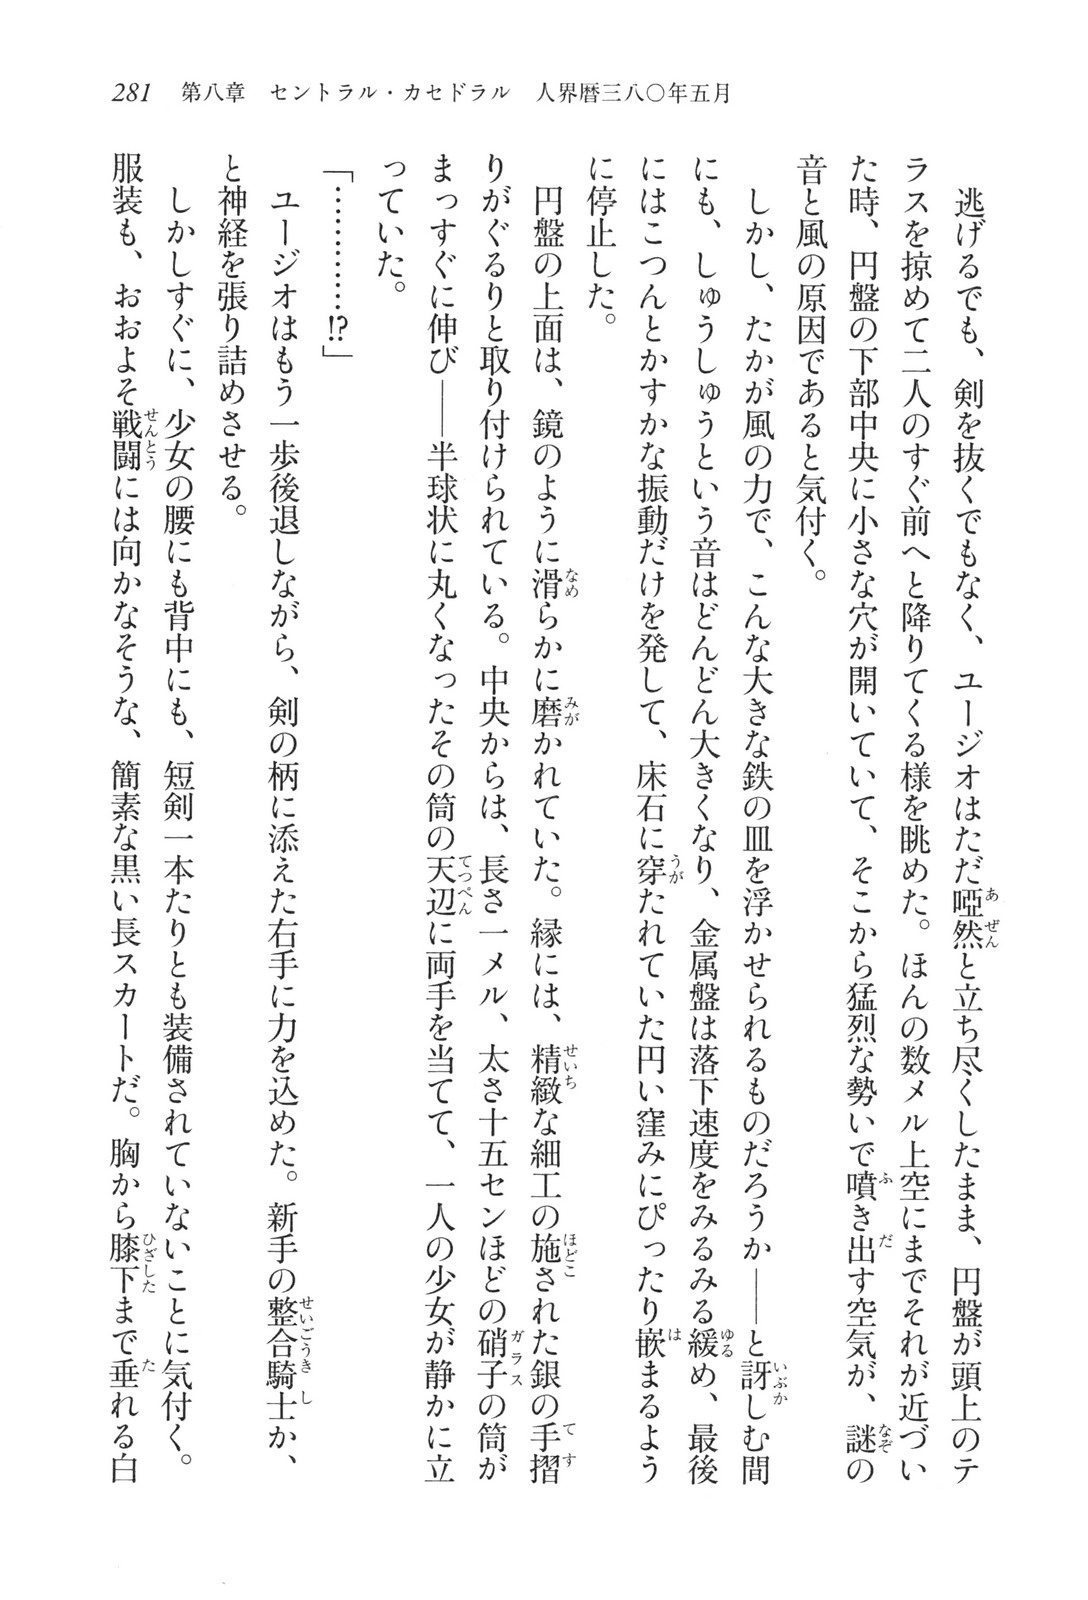 281　第八章　セントラル・カセドラル　人界暦三八〇年五月
　逃げるでも、剣を抜くでもなく、ユージオはただ啞然と立ち尽くしたまま、円盤が頭上のテ
ラスを掠めて二人のすぐ前へと降りてくる様を眺めた。ほんの数メル上空にまでそれが近づい
た時、円盤の下部中央に小さな穴が開いていて、そこから猛烈な勢いで噴き出す空気が、謎の
音と風の原因であると気付く。
　しかし、たかが風の力で、こんな大きな鉄の皿を浮かせられるものだろうか――と訝しむ間
にも、しゅうしゅうという音はどんどん大きくなり、金属盤は落下速度をみるみる緩め、最後
にはこつんとかすかな振動だけを発して、床石に穿たれていた円い窪みにぴったり嵌まるよう
に停止した。
　円盤の上面は、鏡のように滑らかに磨かれていた。縁には、精緻な細工の施された銀の手摺
りがぐるりと取り付けられている。中央からは、長さ一メル、太さ十五センほどの硝子の筒が
まっすぐに伸び――半球状に丸くなったその筒の天辺に両手を当てて、一人の少女が静かに立
っていた。
「…………!?」
　ユージオはもう一歩後退しながら、剣の柄に添えた右手に力を込めた。新手の整合騎士か、
と神経を張り詰めさせる。
　しかしすぐに、少女の腰にも背中にも、短剣一本たりとも装備されていないことに気付く。
服装も、おおよそ戦闘には向かなそうな、簡素な黒い長スカートだ。胸から膝下まで垂れる白